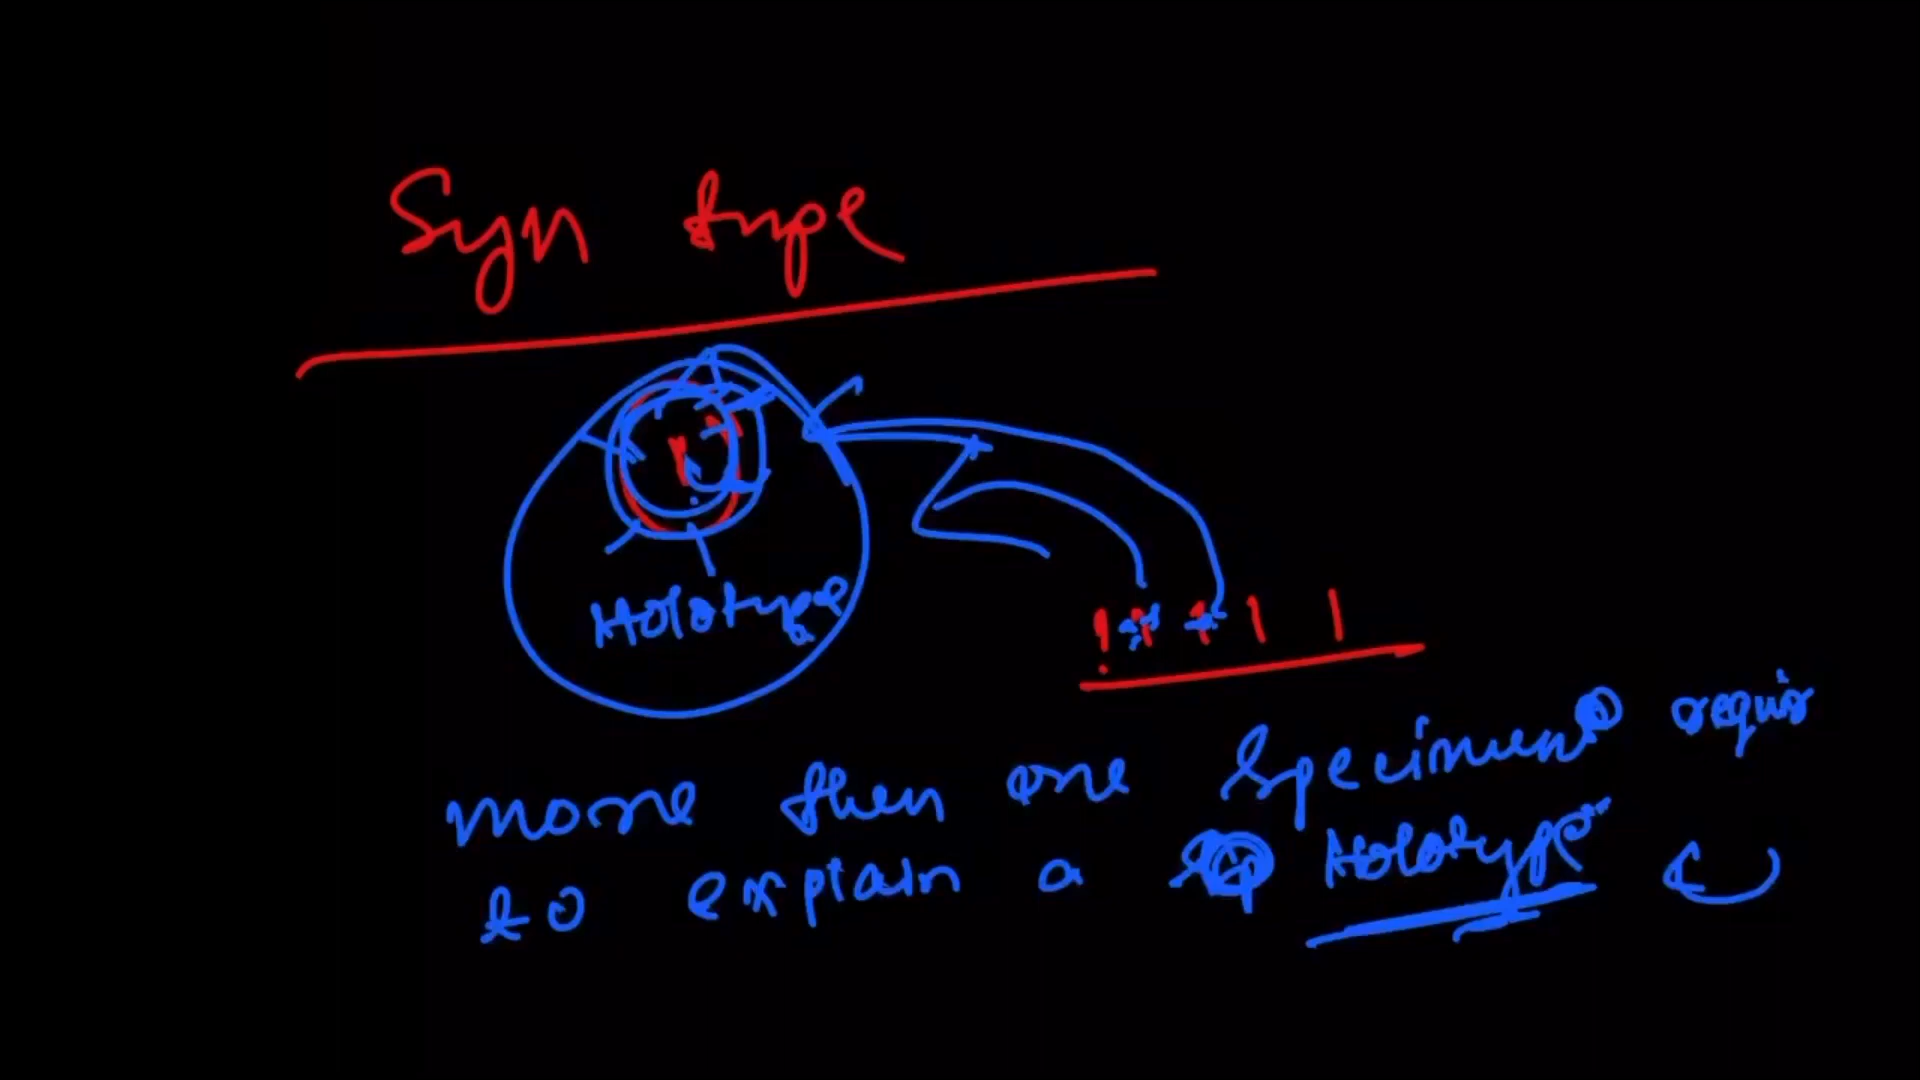 Syn type
Holotype
more then one Specimen requir
to explain a Holotype